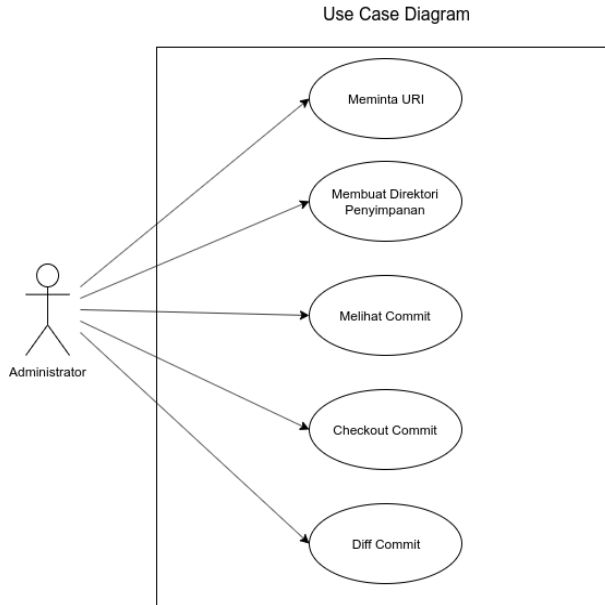 Use Case Diagram
Meminta URI
Membuat Direktori
Penyimpanan
Melihat Commit
Administrator
Checkout Commit
Diff Commit